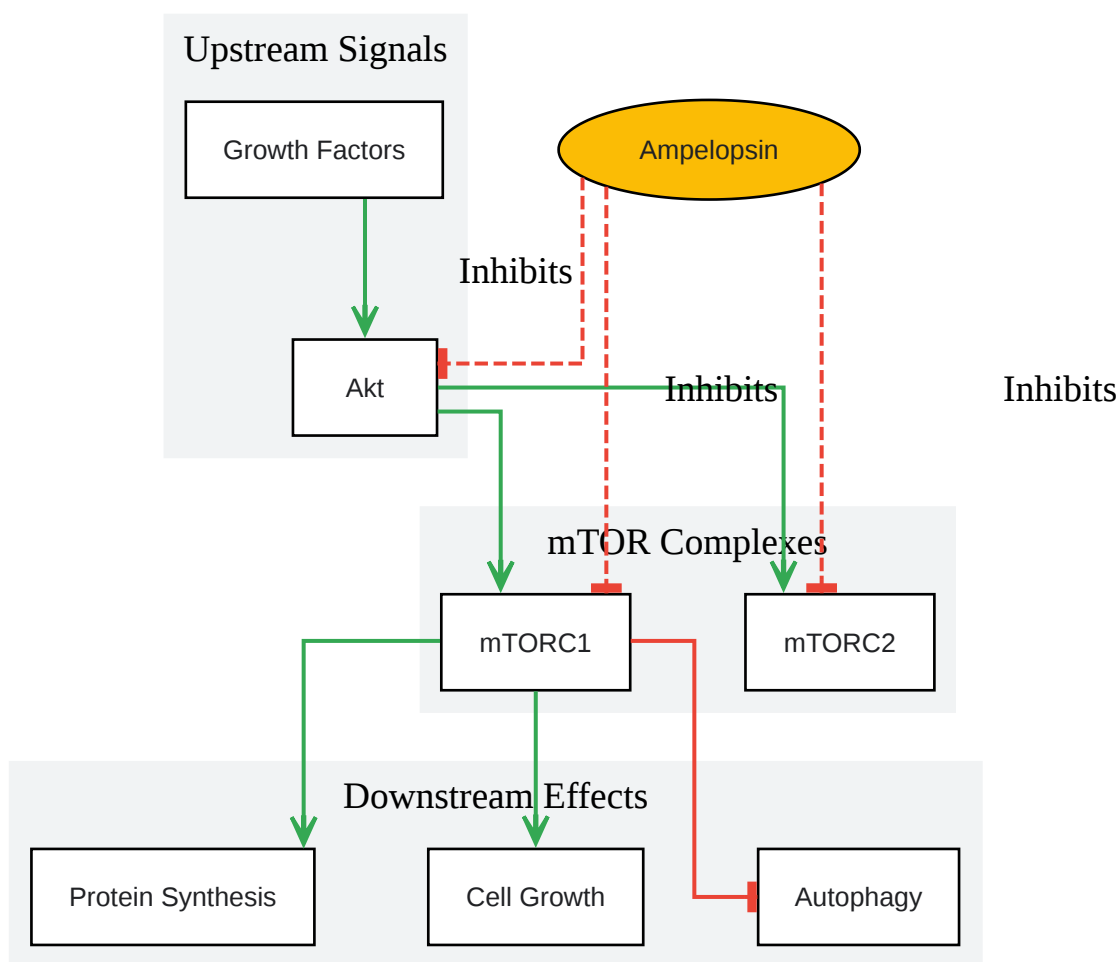 Upstream Signals
Growth Factors
Ampelopsin
Inhibits
Akt
Inhibits
Inhibits
mTOR Complexes
mTORC1
mTORC2
Downstream Effects
Protein Synthesis
Cell Growth
Autophagy